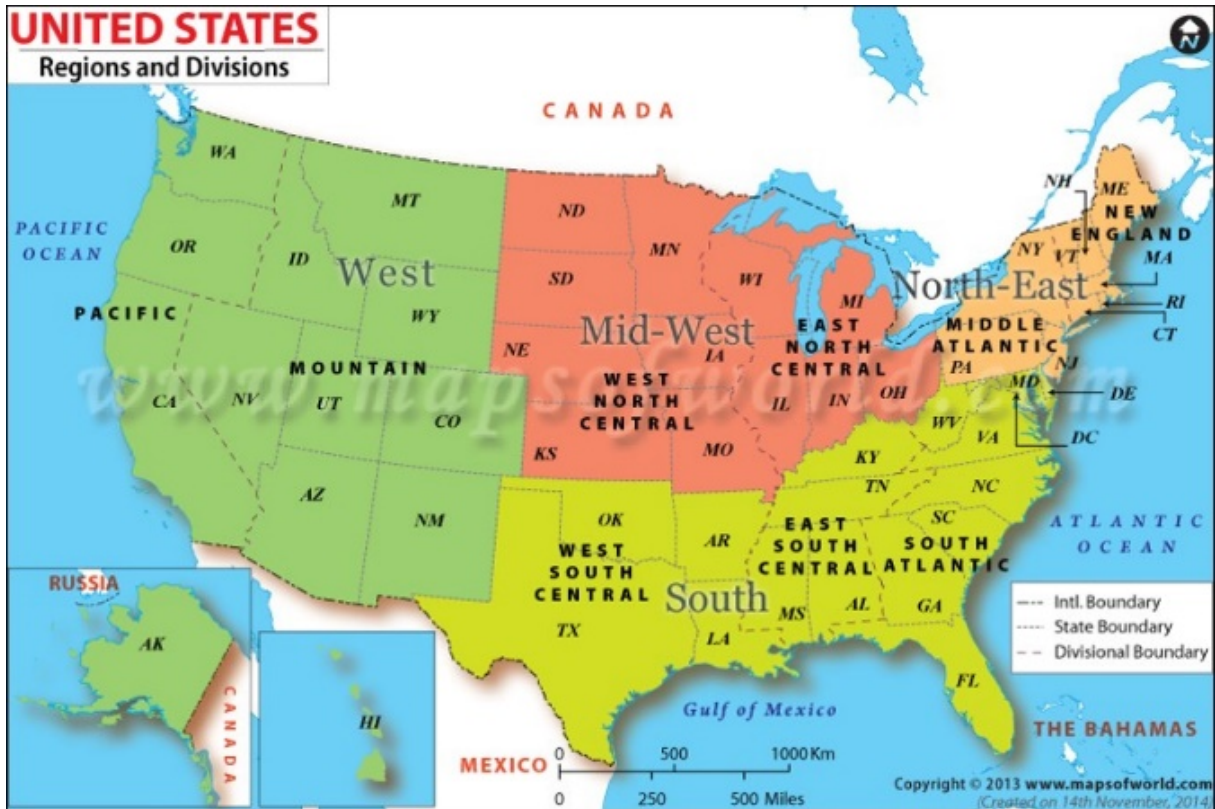 UNITED STATES
Regions and Divisions
N
CANADA
WA
MT
ND
MN
NH
ME
NEW
ENGLAND
PACIFIC
OCEAN
OR
ID
West
SD
WI
MI
NY
VT
MA
North-East
PACIFIC
WY
Mid-West
EAST
NORTH
CENTRAL
MIDDLE
ATLANTIC
RI
CT
NE
IA
PA
NJ
MOUNTAIN
www.mapsofworld.com
WEST
NORTH
CENTRAL
CA
NV
UT
CO
IL
IN
OH
MD
DE
WV
VA
DC
KS
MO
KY
AZ
NM
OK
AR
TN
NC
SC
ATLANTIC
OCEAN
WEST
SOUTH
CENTRAL
EAST
SOUTH
CENTRAL
SOUTH
ATLANTIC
South
TX
LA
MS
AL
GA
FL
RUSSIA
AK
CANADA
HI
Intl. Boundary
State Boundary
Divisional Boundary
Gulf of Mexico
THE BAHAMAS
MEXICO
0 500 1000 Km
0 250 500 Miles
Copyright © 2013 www.mapsofworld.com
(Created on 14th November, 2014)